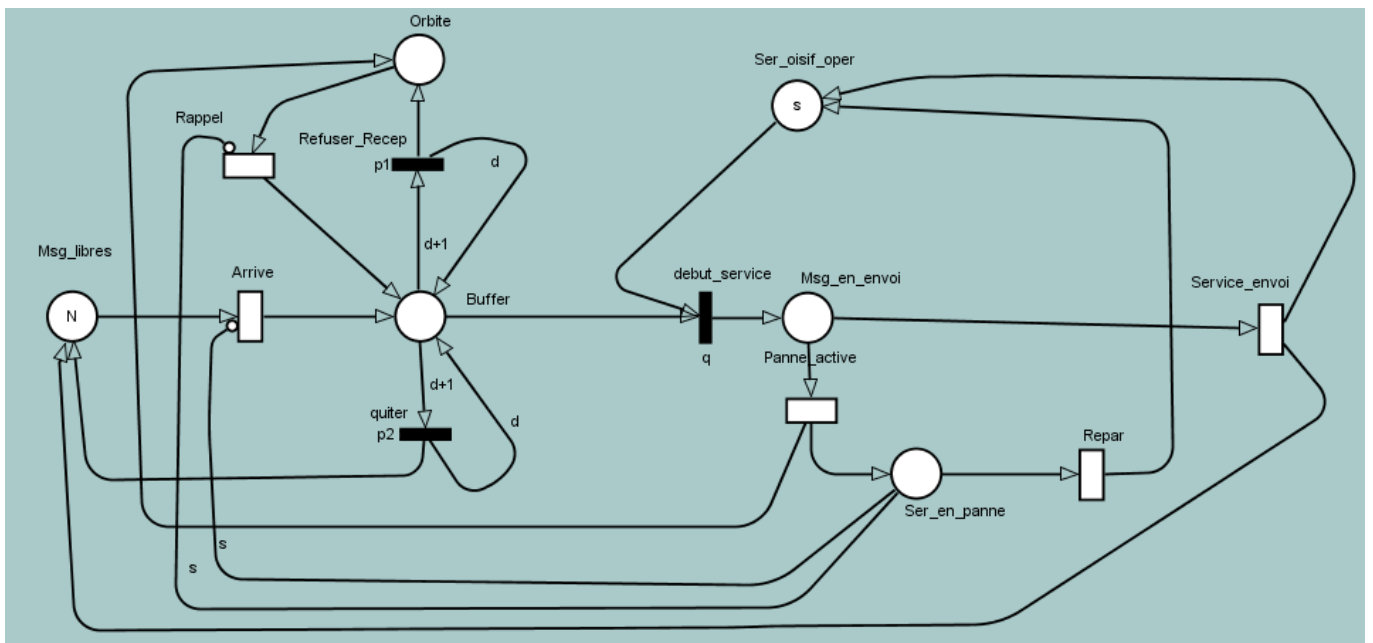 Orbite
Ser_oisif_oper
s
Rappel
Refuser_Recep
p1
d
d+1
Msg_libres
Arrive
Buffer
debut_service
Msg_en_envoi
Service_envoi
N
q
Panne_active
d+1
d
quiter
p2
Repar
Ser_en_panne
s
s